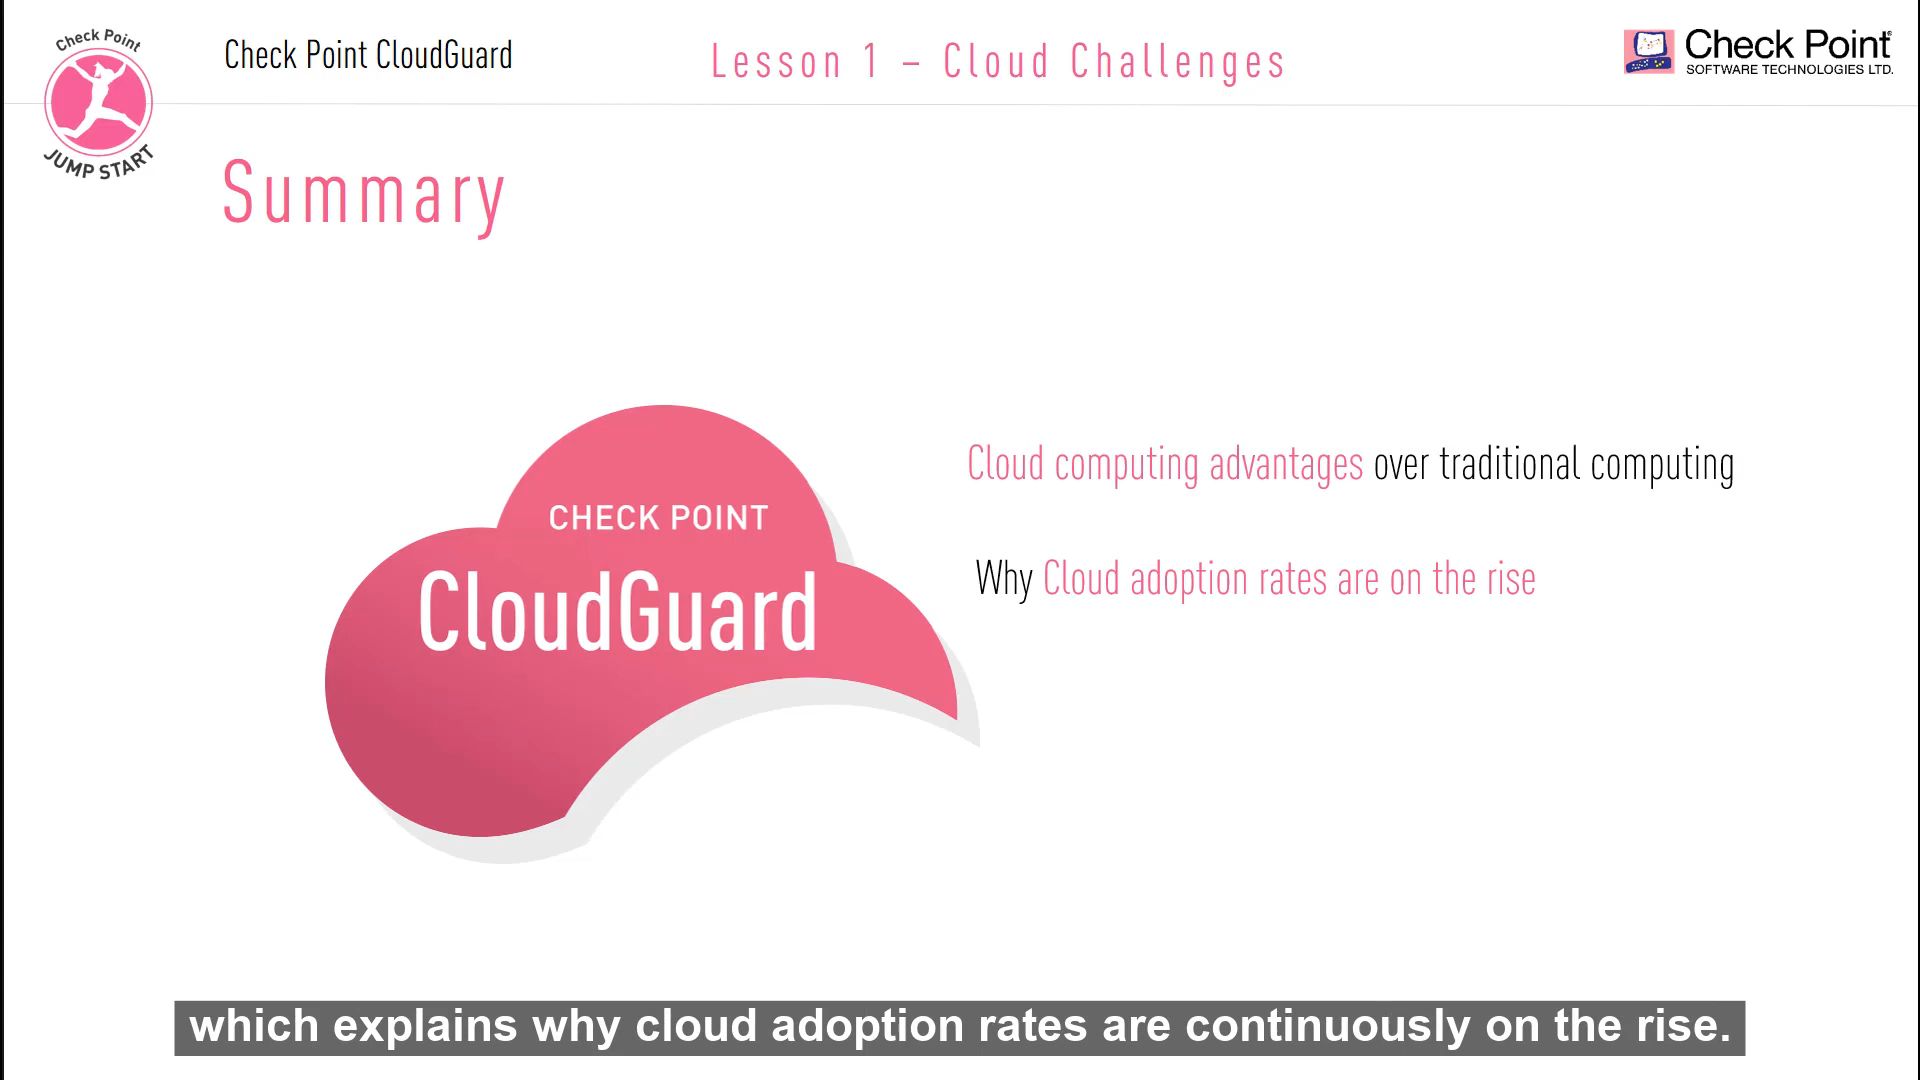 Check Point
JUMP START
Check Point CloudGuard
Lesson 1 – Cloud Challenges
Check Point®
SOFTWARE TECHNOLOGIES LTD.
Summary
CHECK POINT
CloudGuard
Cloud computing advantages over traditional computing
Why Cloud adoption rates are on the rise
which explains why cloud adoption rates are continuously on the rise.